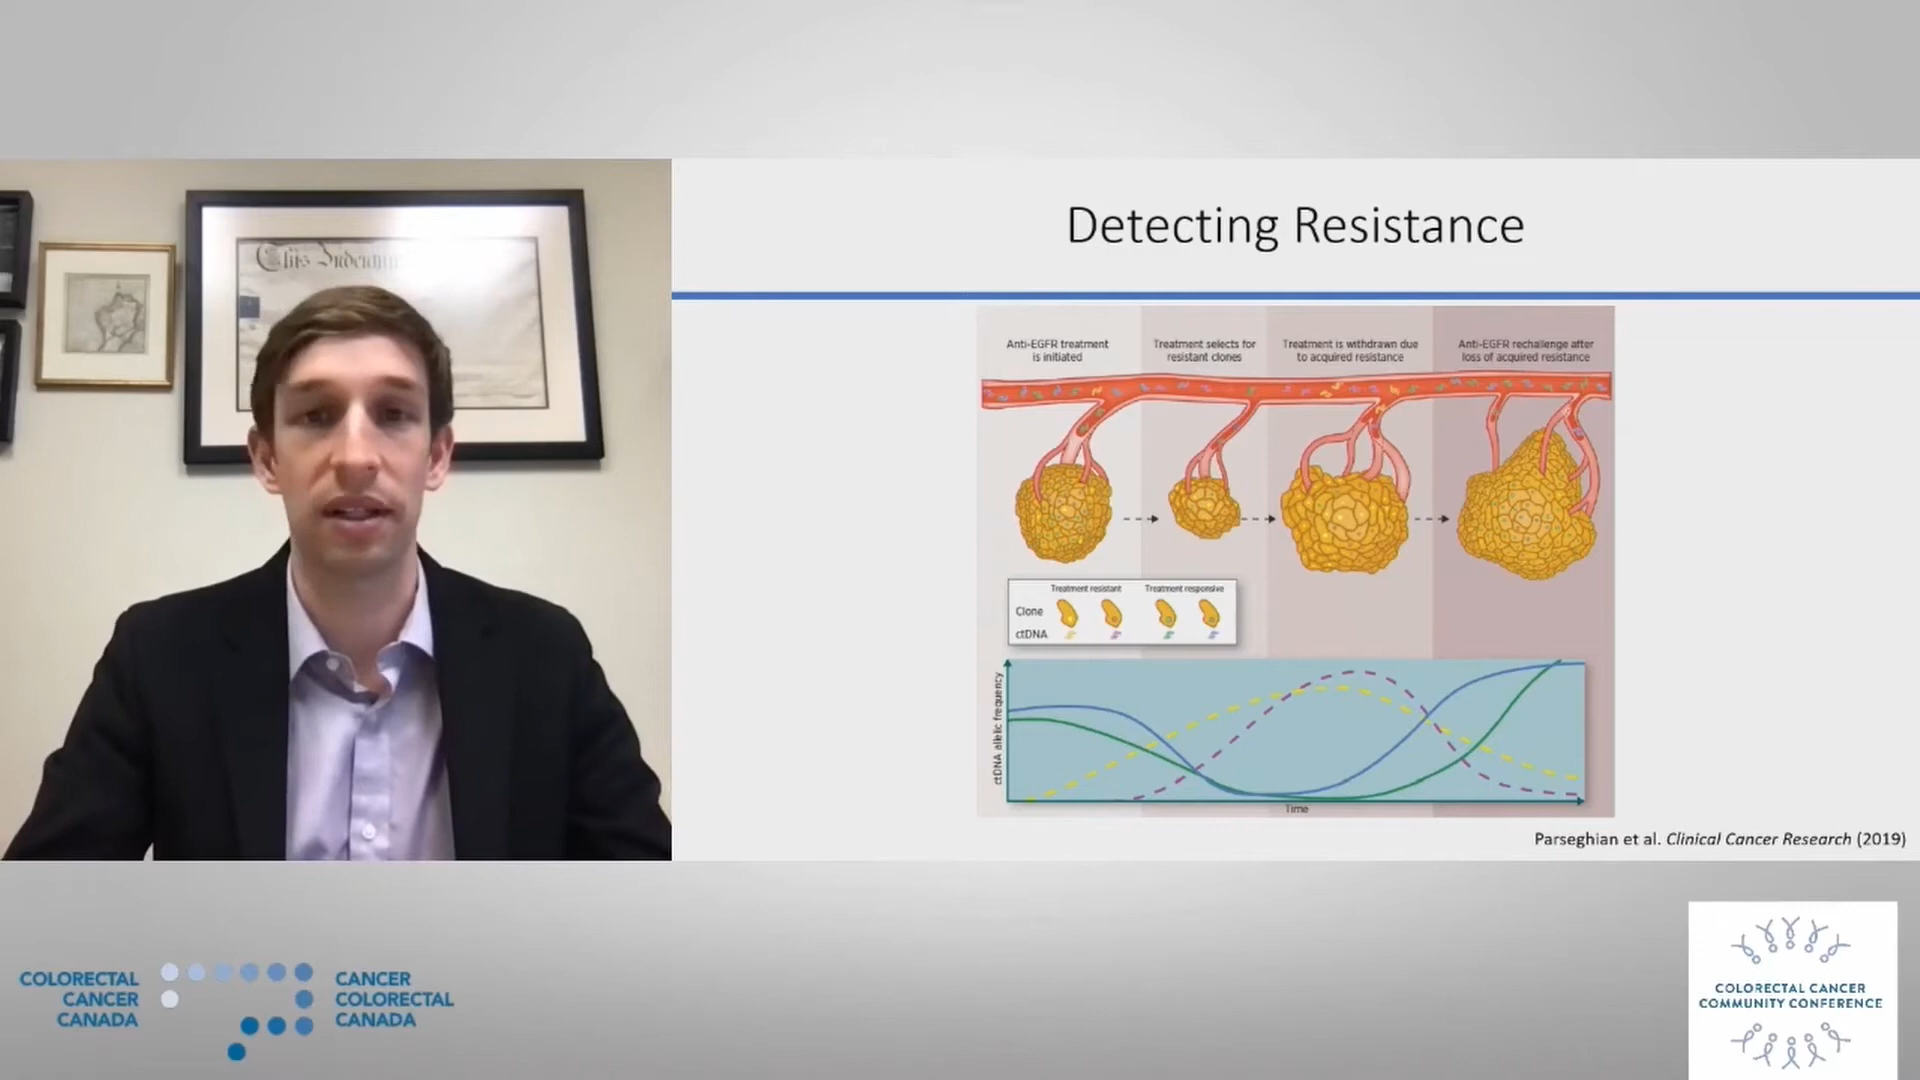 Detecting Resistance
Anti-EGFR treatment
is initiated
Treatment selects for
resistant clones
Treatment is withdrawn due
to acquired resistance
Anti-EGFR rechallenge after
loss of acquired resistance
Treatment resistant
Treatment responsive
Clone
ctDNA
ctDNA allelic frequency
Time
Parseghian et al. Clinical Cancer Research (2019)
COLORECTAL
CANCER
CANADA
CANCER
COLORECTAL
CANADA
COLORECTAL CANCER
COMMUNITY CONFERENCE